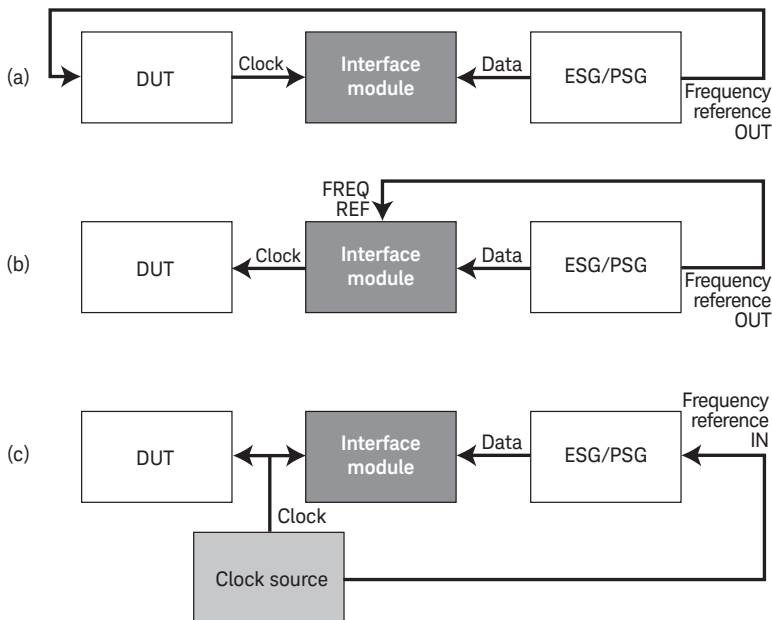 (a)
DUT
Clock
Interface
module
Data
ESG/PSG
Frequency
reference
OUT
(b)
DUT
Clock
FREQ
REF
Interface
module
Data
ESG/PSG
Frequency
reference
OUT
(c)
DUT
Interface
module
Data
ESG/PSG
Frequency
reference
IN
Clock
Clock source